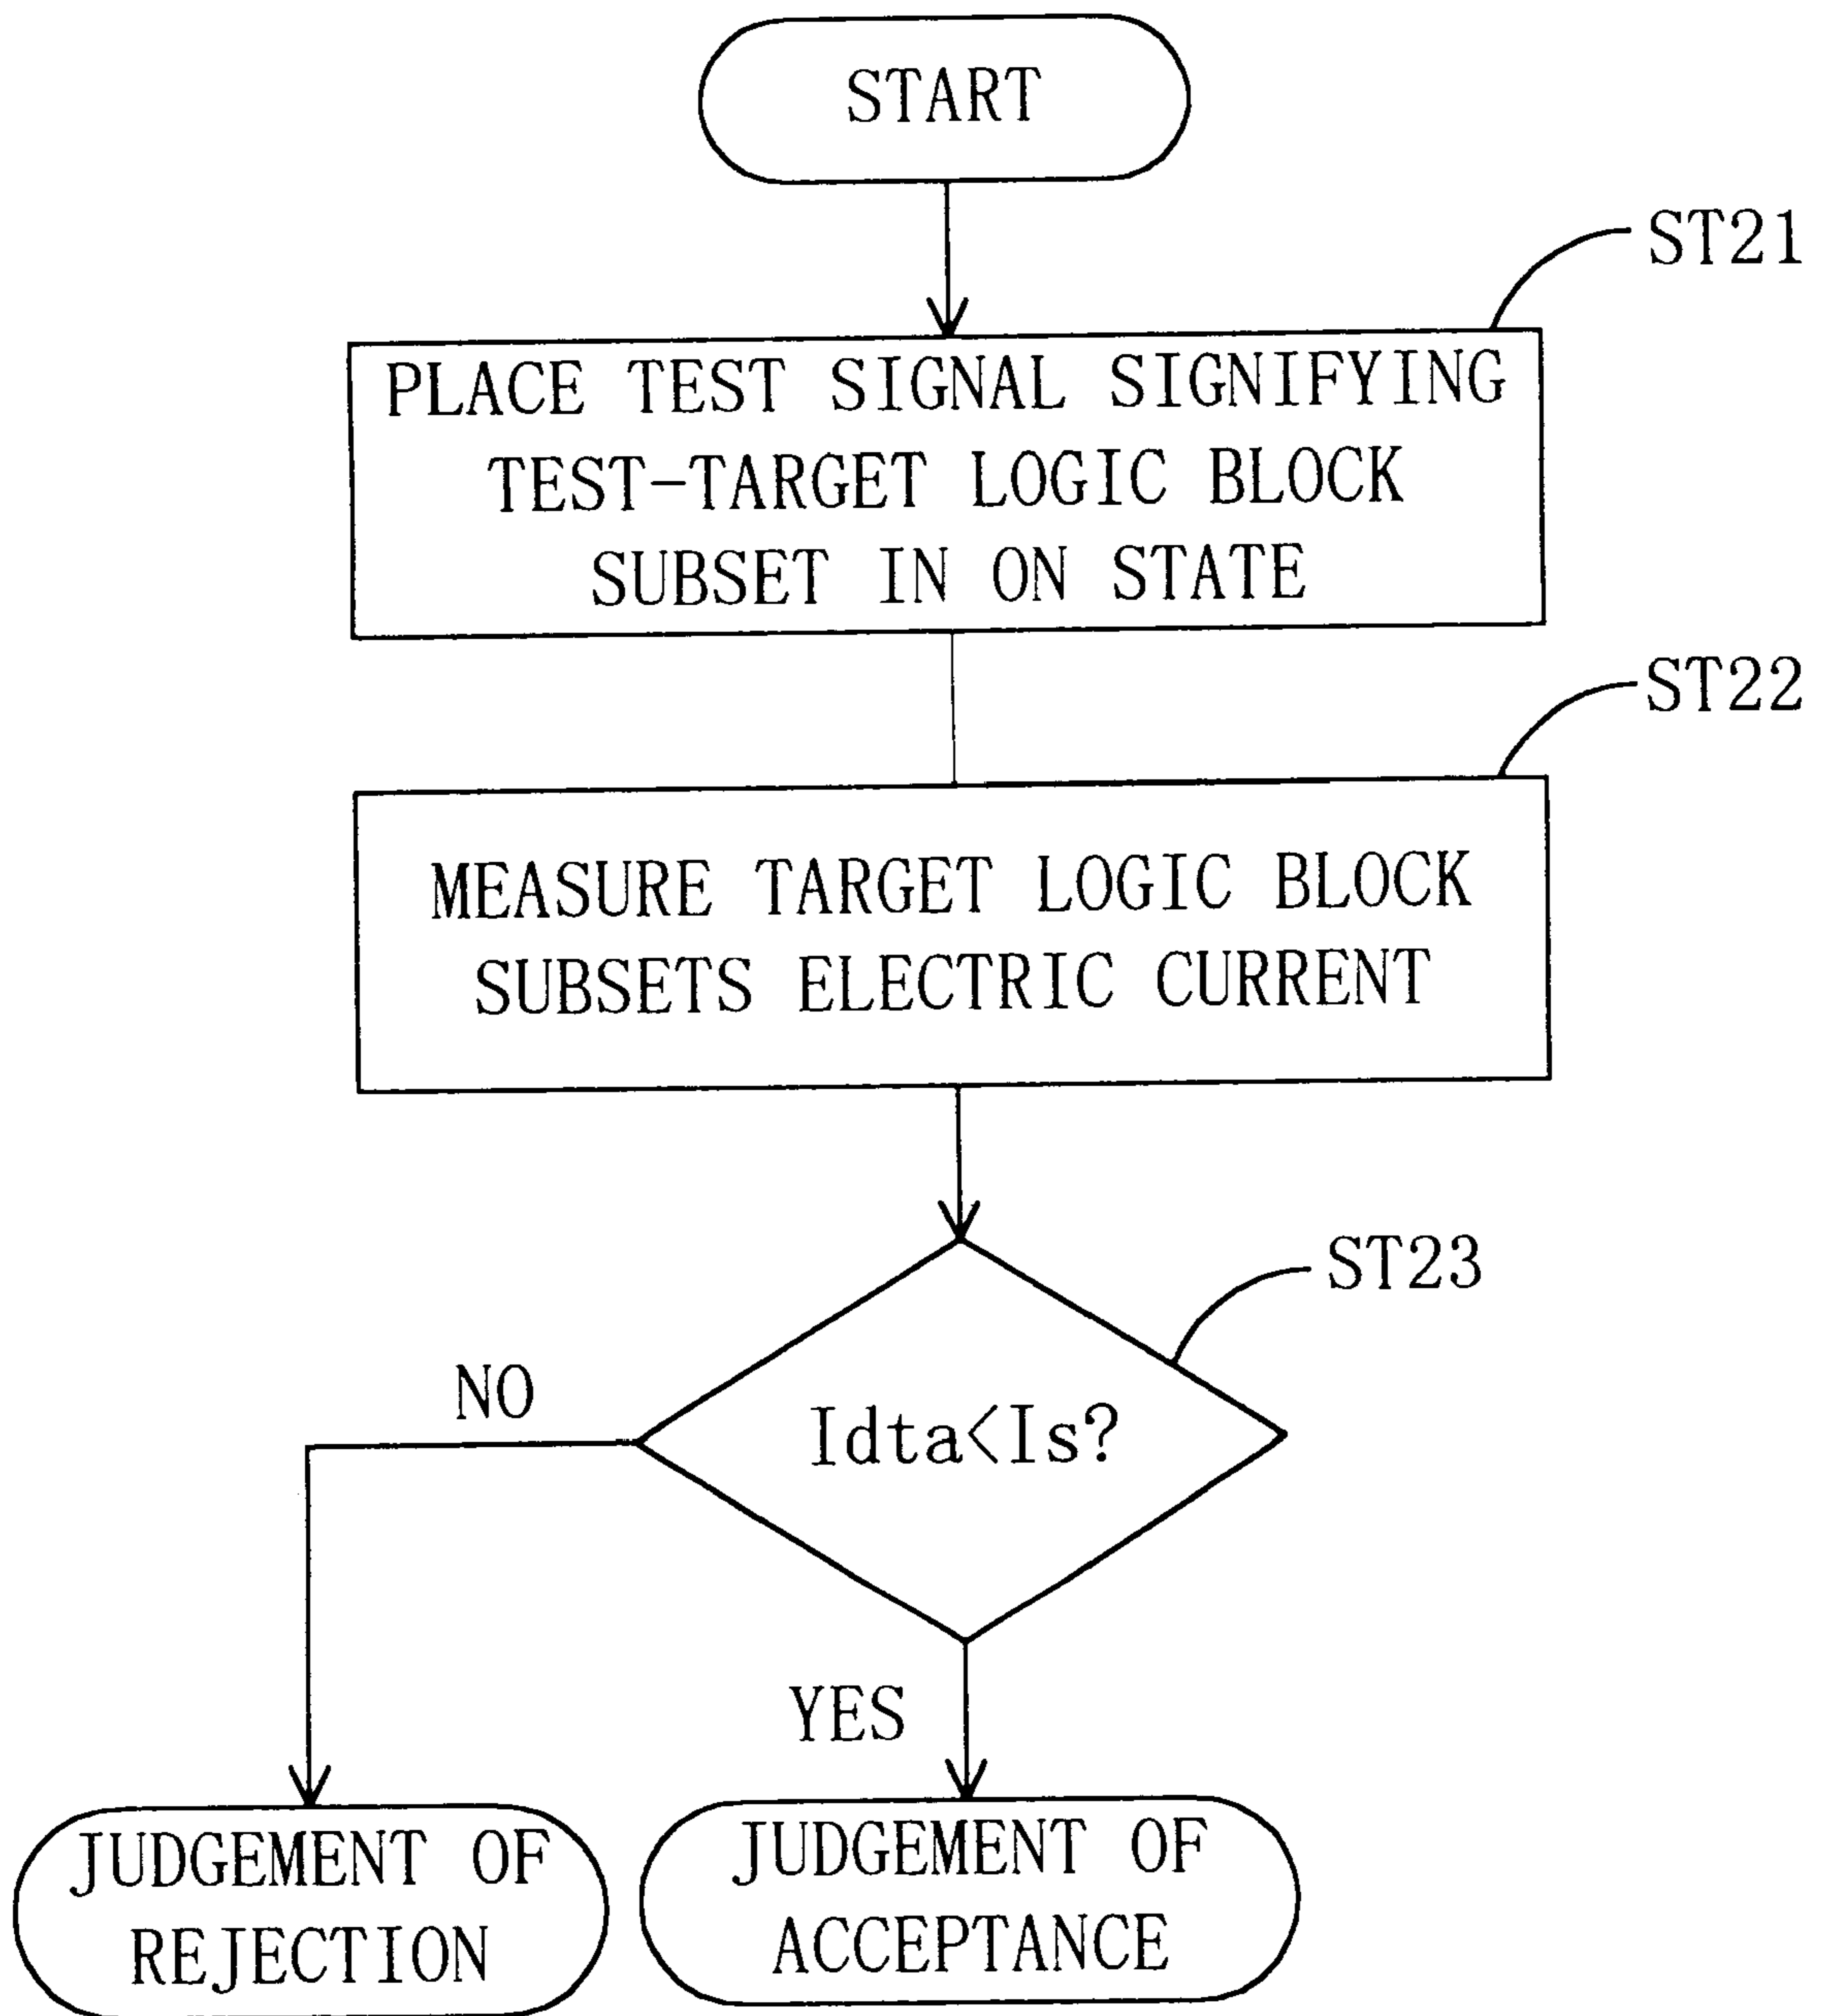 START
ST21
PLACE TEST SIGNAL SIGNIFYING
TEST-TARGET LOGIC BLOCK
SUBSET IN ON STATE
ST22
MEASURE TARGET LOGIC BLOCK
SUBSETS ELECTRIC CURRENT
ST23
NO
Idta<Is?
YES
JUDGEMENT OF
REJECTION
JUDGEMENT OF
ACCEPTANCE